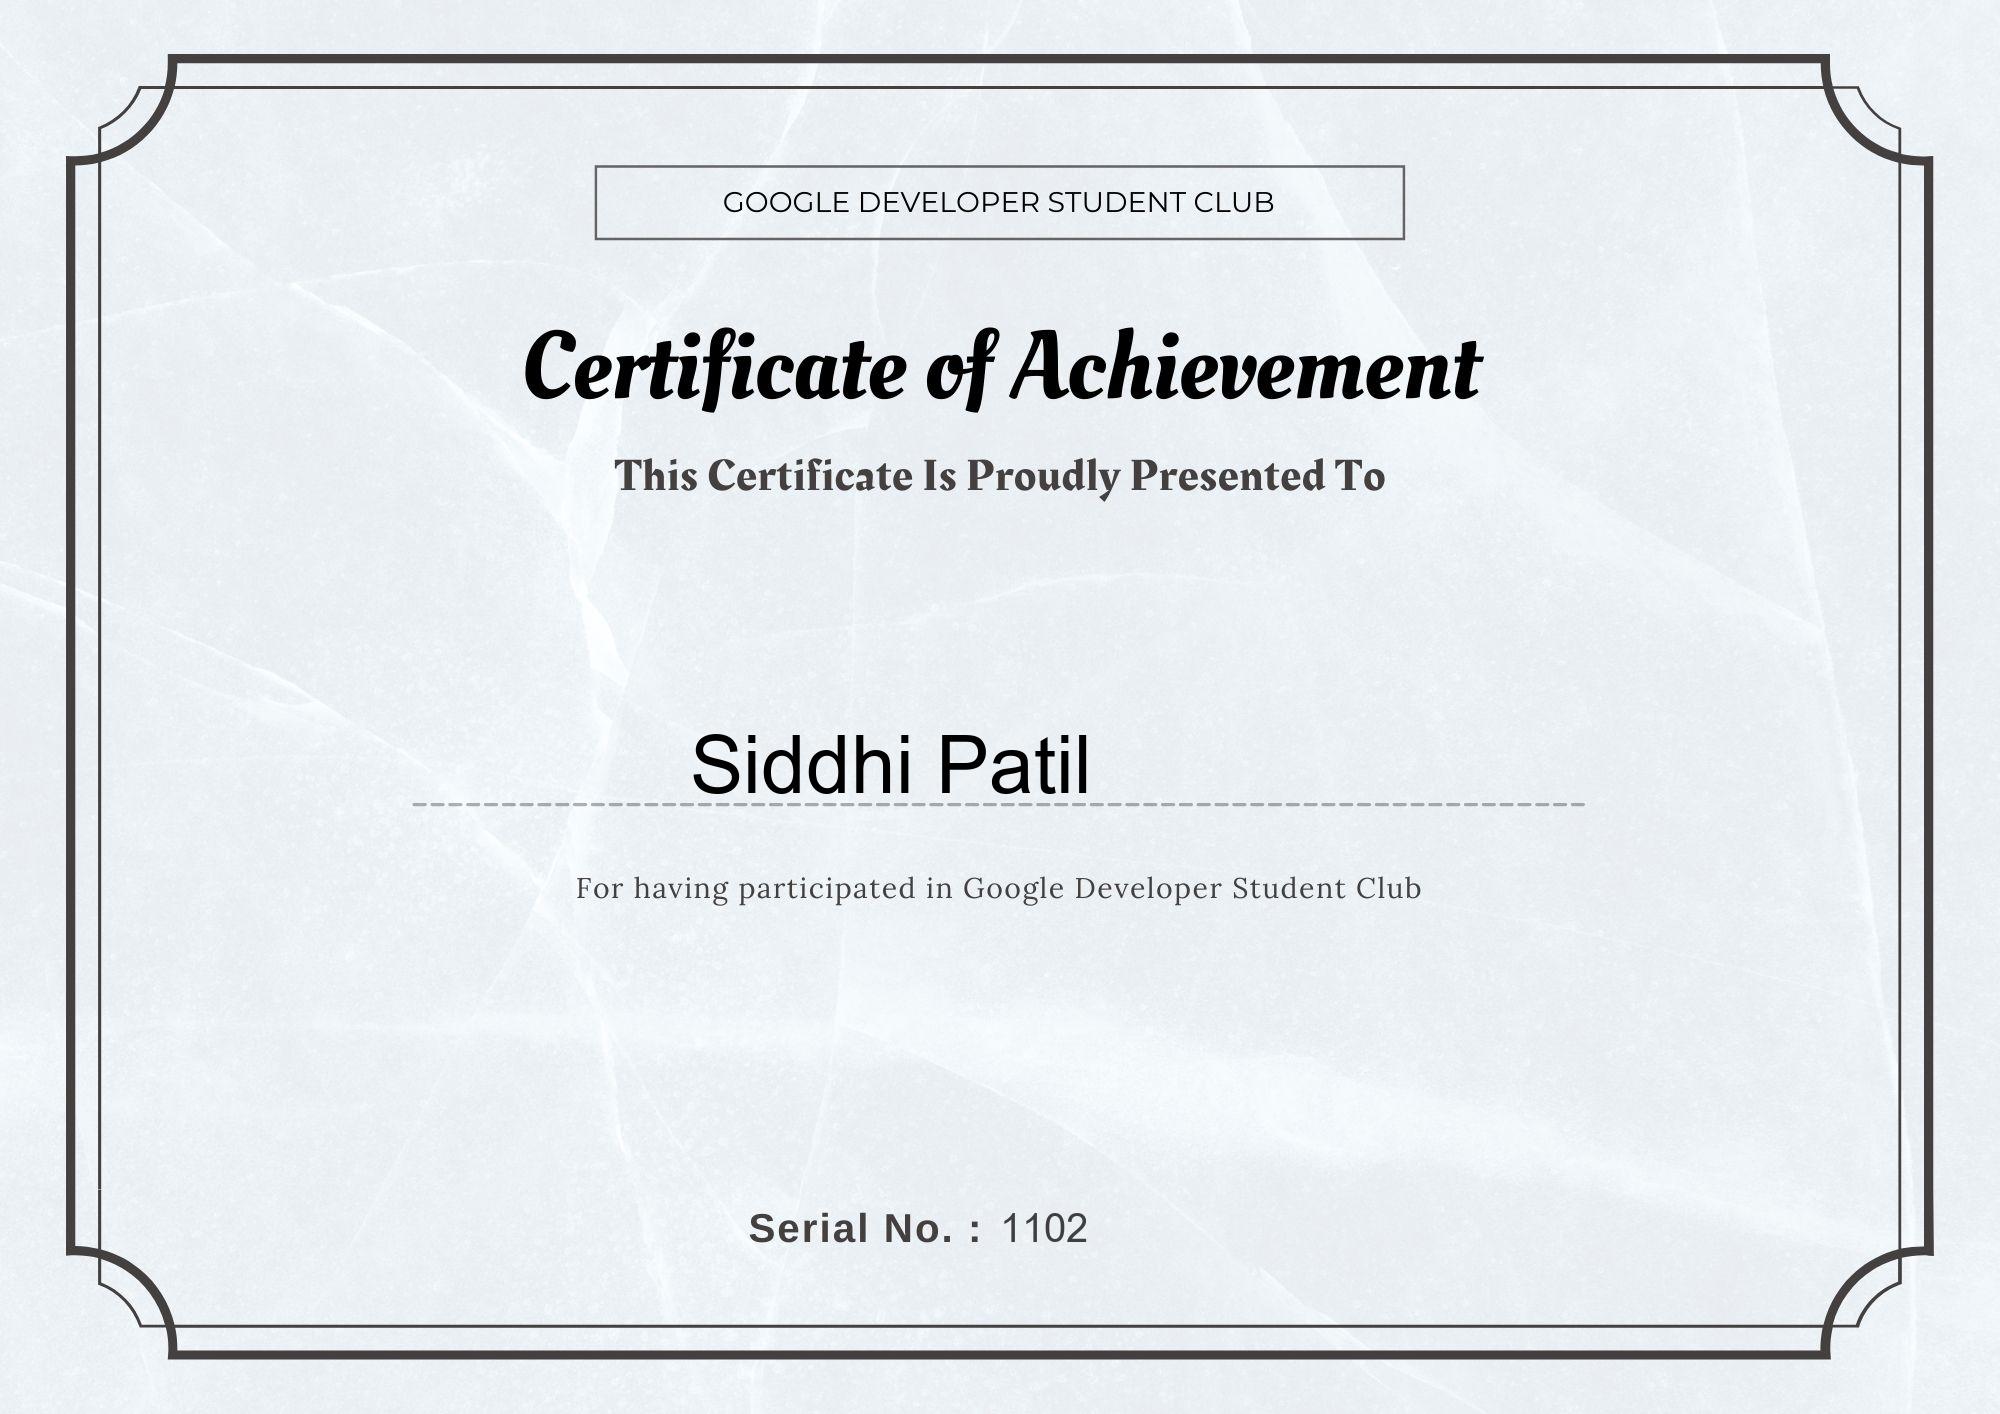 GOOGLE DEVELOPER STUDENT CLUB
Certificate of Achievement
This Certificate Is Proudly Presented To
Siddhi Patil
For having participated in Google Developer Student Club
Serial No. : 1102